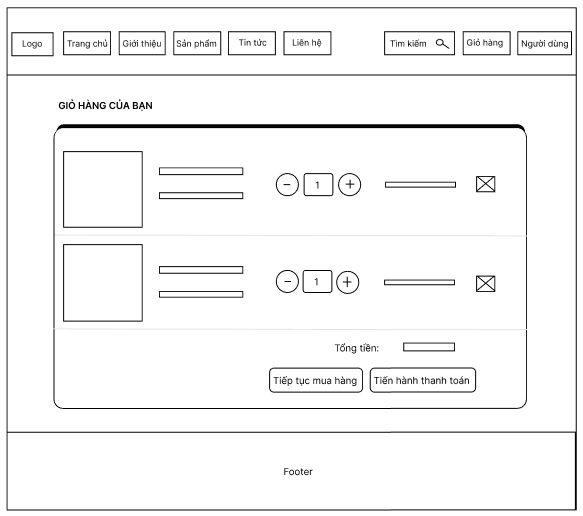 Logo
Trang chủ
Giới thiệu
Sản phẩm
Tin tức
Liên hệ
Tìm kiếm
Giỏ hàng
Người dùng
GIỎ HÀNG CỦA BẠN
1
1
Tổng tiền:
Tiếp tục mua hàng
Tiến hành thanh toán
Footer